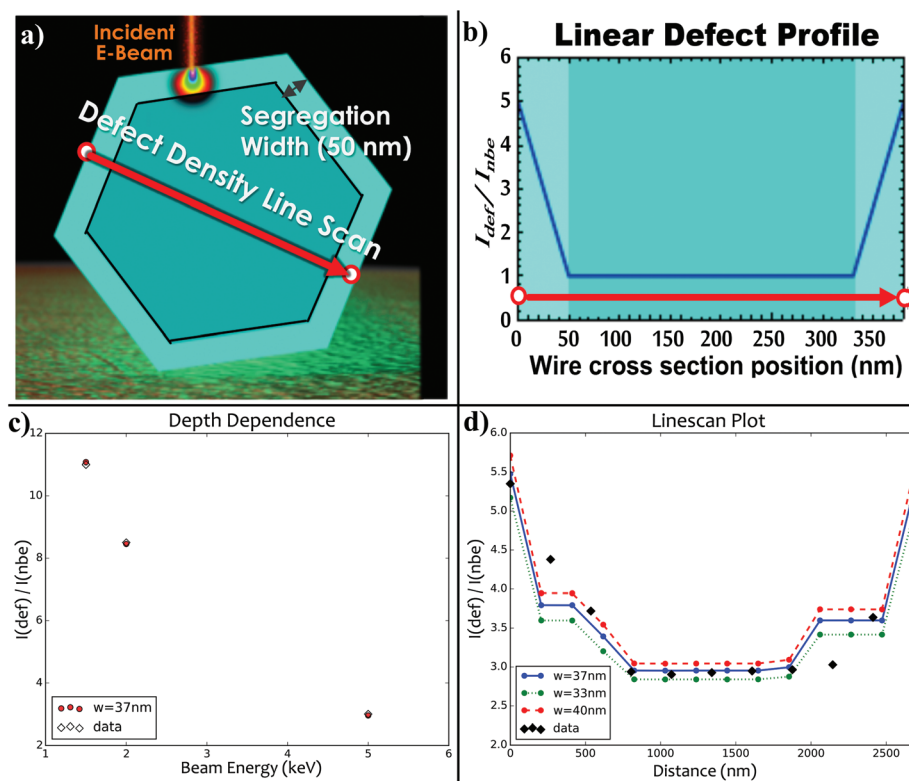 a)
Incident
E-Beam
Segregation
Width (50 nm)
Defect Density Line Scan
b)
Linear Defect Profile
I_def / I_nbe
6
5
4
3
2
1
0
0 50 100 150 200 250 300 350
Wire cross section position (nm)
c)
Depth Dependence
I(def) / I(nbe)
12
10
8
6
4
2
w=37nm
data
1 2 3 4 5 6
Beam Energy (keV)
d)
Linescan Plot
I(def) / I(nbe)
6.0
5.5
5.0
4.5
4.0
3.5
3.0
2.5
2.0
w=37nm
w=33nm
w=40nm
data
0 500 1000 1500 2000 2500
Distance (nm)